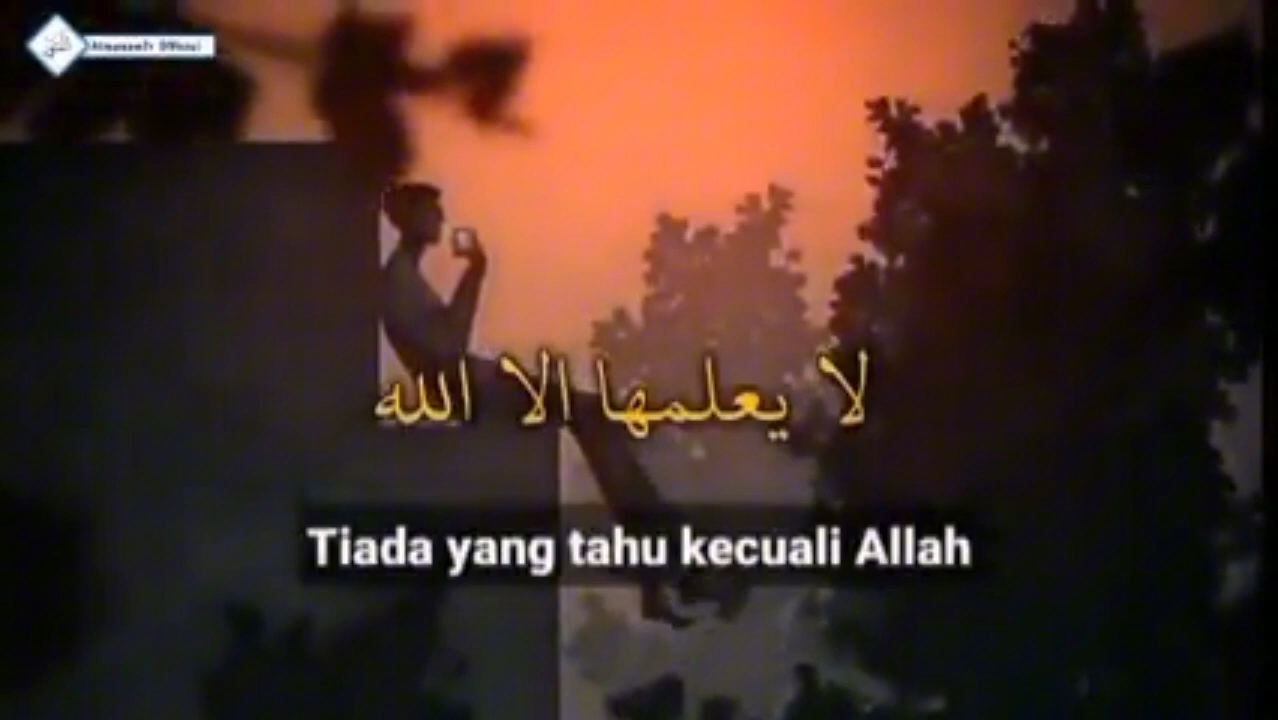 لا يعلمها الا الله
Tiada yang tahu kecuali Allah